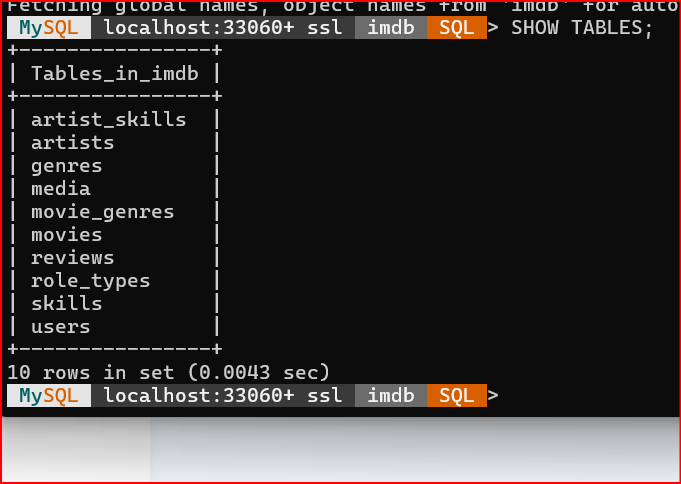 Fetching global names, object names from `imdb` for auto
MySQL localhost:33060+ ssl imdb SQL > SHOW TABLES;
+----------------+
| Tables_in_imdb |
+----------------+
| artist_skills  |
| artists        |
| genres         |
| media          |
| movie_genres   |
| movies         |
| reviews        |
| role_types     |
| skills         |
| users          |
+----------------+
10 rows in set (0.0043 sec)
MySQL localhost:33060+ ssl imdb SQL >